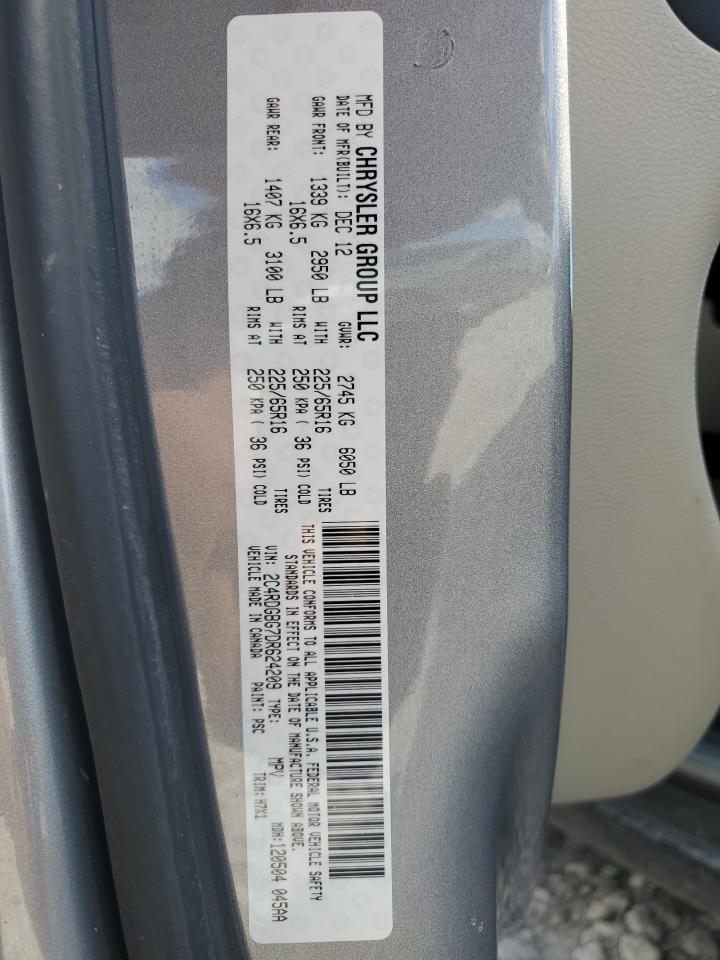 MFD BY CHRYSLER GROUP LLC
DATE OF MFR(BUILT): DEC 12 GVWR: 2745 KG 6050 LB
GAWR FRONT: 1339 KG 2950 LB WITH 225/65R16 TIRES
16X6.5 RIMS AT 250 KPA ( 36 PSI) COLD
GAWR REAR: 1407 KG 3100 LB WITH 225/65R16 TIRES
16X6.5 RIMS AT 250 KPA ( 36 PSI) COLD
THIS VEHICLE CONFORMS TO ALL APPLICABLE U.S.A. FEDERAL MOTOR VEHICLE SAFETY
STANDARDS IN EFFECT ON THE DATE OF MANUFACTURE SHOWN ABOVE.
VIN: 2C4RDGBG7DR624209 TYPE: MPV MDH:120504 045AA
VEHICLE MADE IN CANADA PAINT: PSC TRIM: H7X1